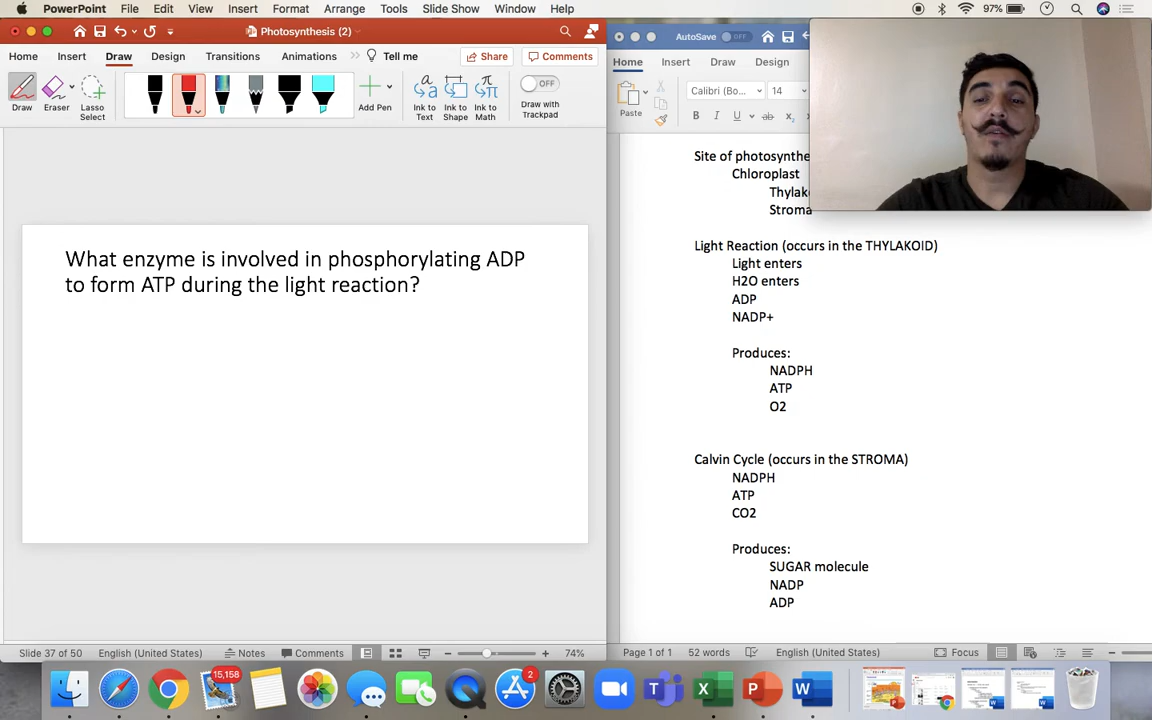 PowerPoint File Edit View Insert Format Arrange Tools Slide Show Window Help 97%
Photosynthesis (2)
Home Insert Draw Design Transitions Animations Tell me Share Comments
Draw Eraser Lasso Select Add Pen Ink to Text Ink to Shape Ink to Math OFF Draw with Trackpad
What enzyme is involved in phosphorylating ADP
to form ATP during the light reaction?
Slide 37 of 50 English (United States) Notes Comments 74%
AutoSave OFF
Home Insert Draw Design
Paste Calibri (Bo... 14
B I U ab x2
Site of photosynthe
Chloroplast
Thylak
Stroma
Light Reaction (occurs in the THYLAKOID)
Light enters
H2O enters
ADP
NADP+
Produces:
NADPH
ATP
O2
Calvin Cycle (occurs in the STROMA)
NADPH
ATP
CO2
Produces:
SUGAR molecule
NADP
ADP
Page 1 of 1 52 words English (United States) Focus
15,158 2